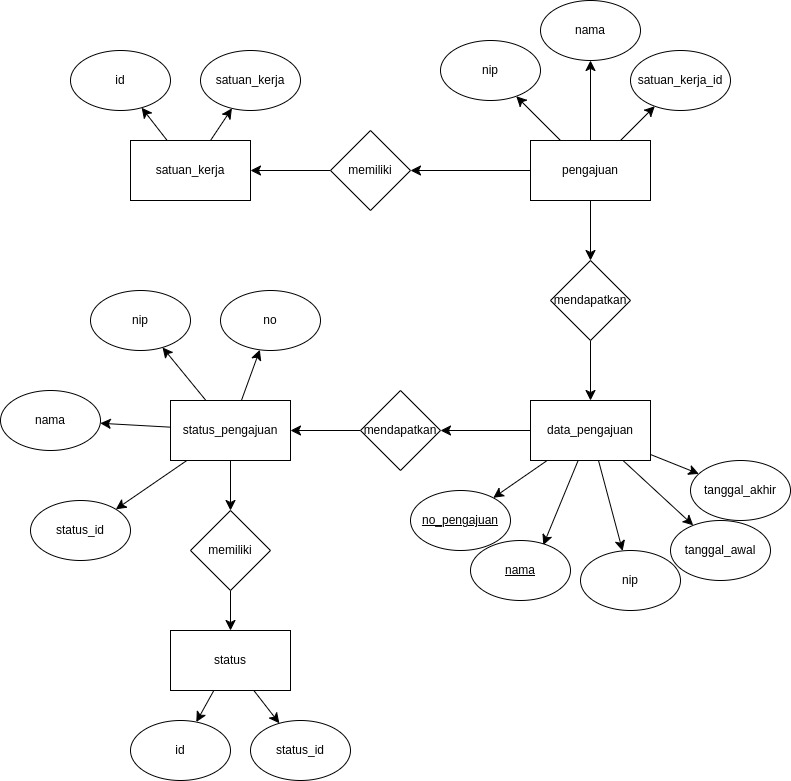 nama
nip
id
satuan_kerja
satuan_kerja_id
satuan_kerja
memiliki
pengajuan
mendapatkan
nip
no
nama
status_pengajuan
mendapatkan
data_pengajuan
tanggal_akhir
no_pengajuan
status_id
memiliki
tanggal_awal
nama
nip
status
id
status_id